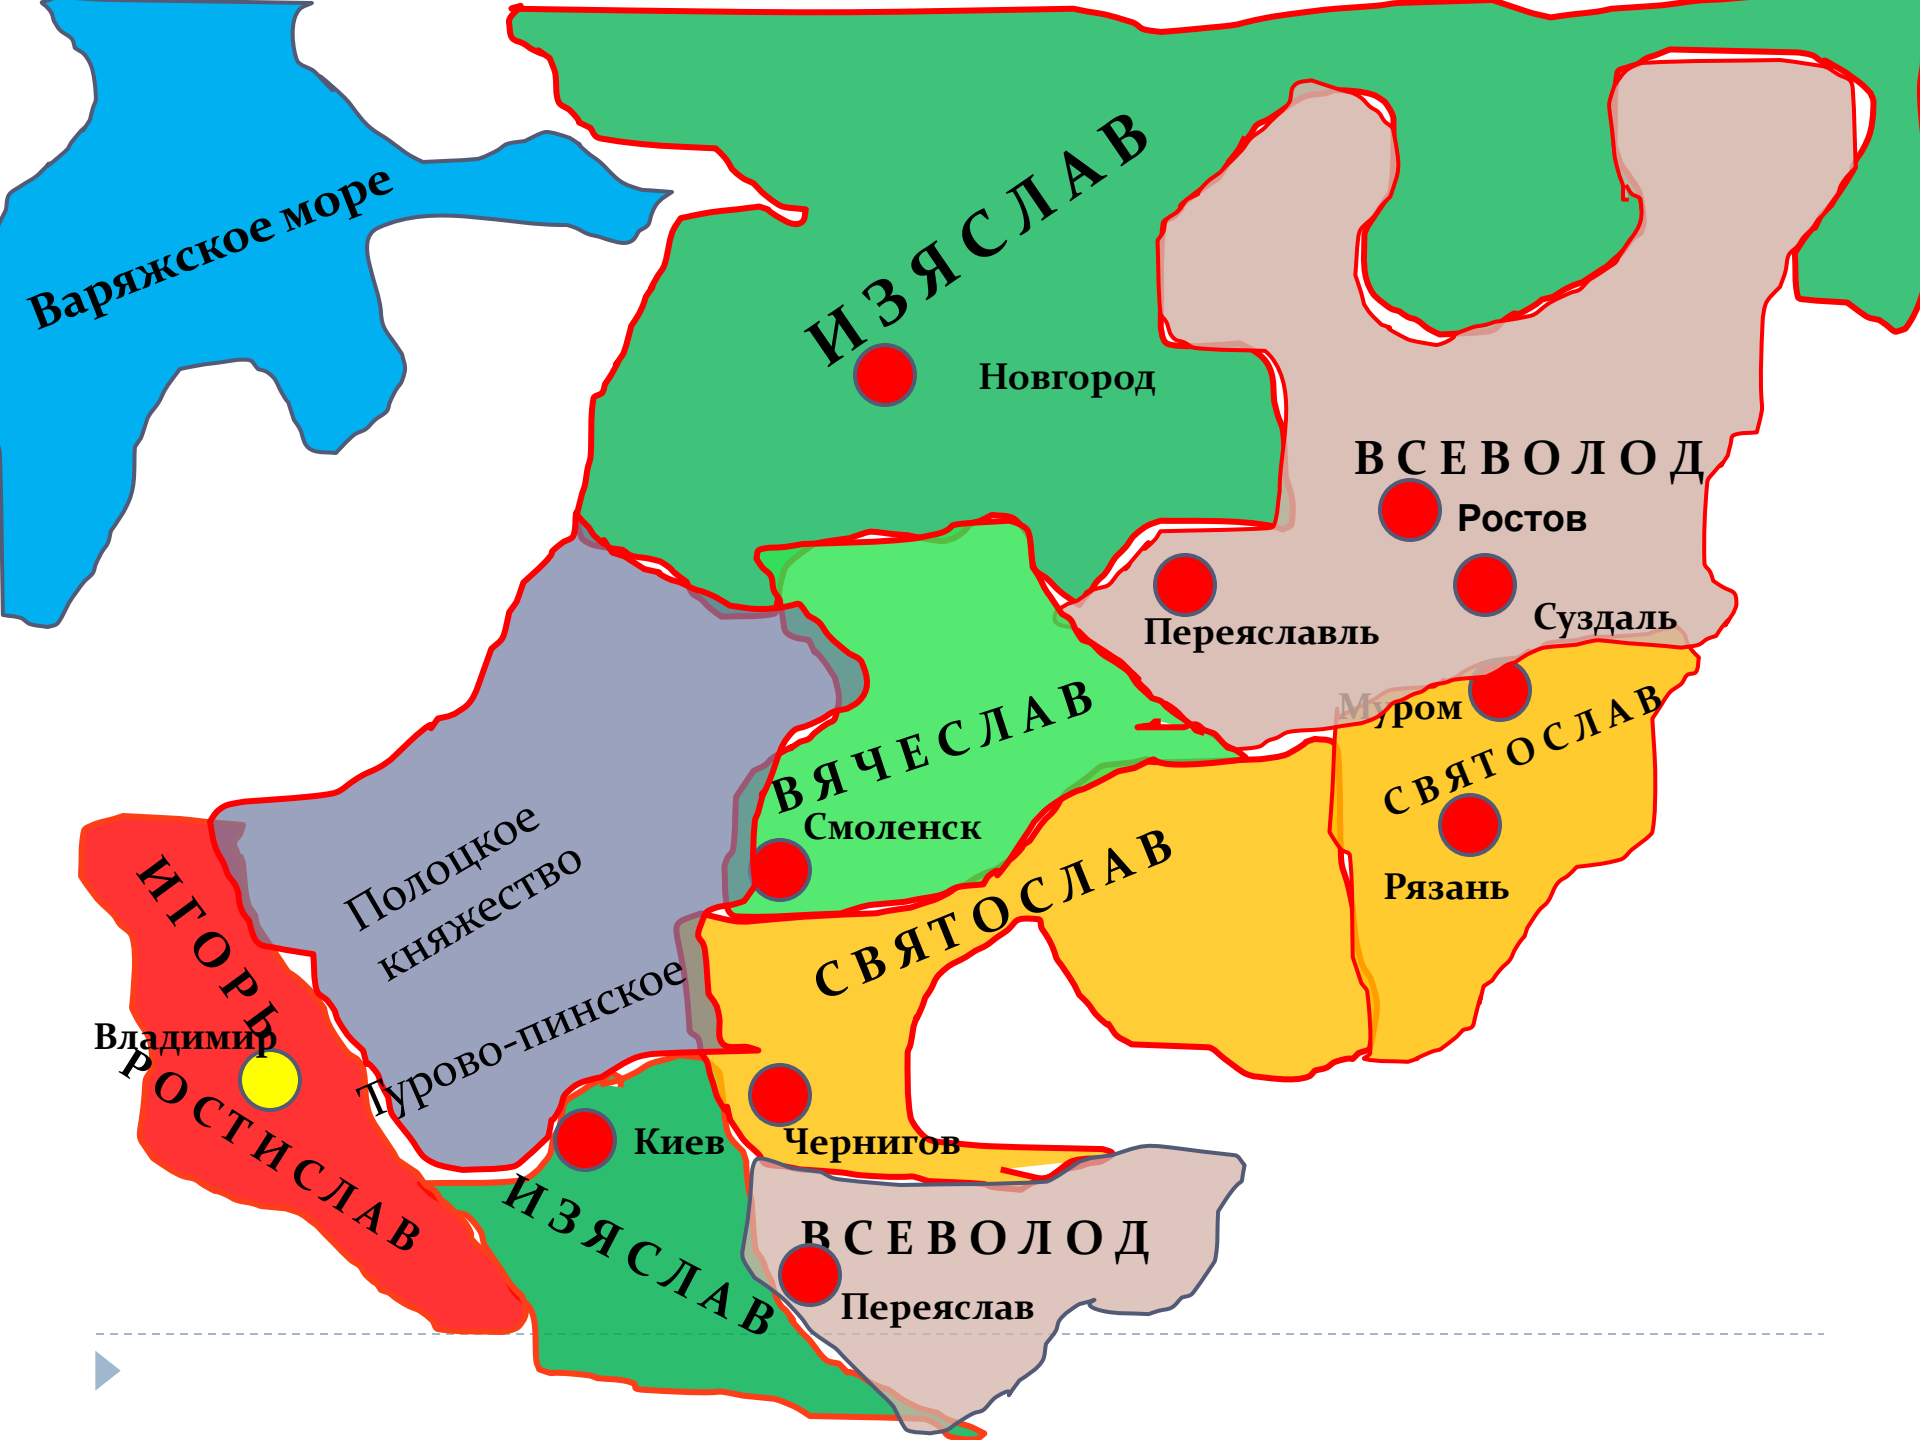 Варяжское море
ИЗЯСЛАВ
Новгород
ВСЕВОЛОД
Ростов
Суздаль
Переяславль
Муром
СВЯТОСЛАВ
Рязань
ВЯЧЕСЛАВ
Смоленск
Полоцкое
княжество
СВЯТОСЛАВ
Турово-пинское
ИГОРЬ
Владимир
РОСТИСЛАВ
Киев
Чернигов
ИЗЯСЛАВ
ВСЕВОЛОД
Переяслав